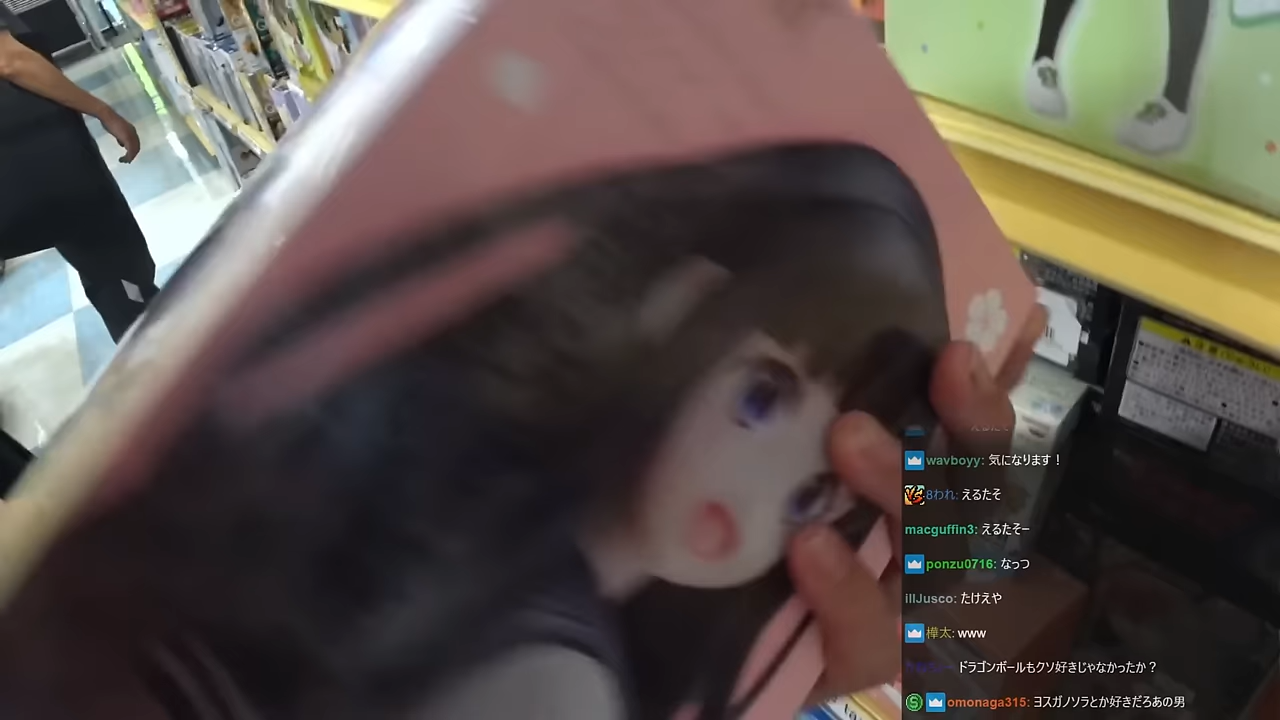 wavboyy: 気になります！
8われ: えるたそ
macguffin3: えるたそー
ponzu0716: なっつ
illJusco: たけえや
樺太: www
ドラゴンボールもクソ好きじゃなかったか？
omonaga315: ヨスガノソラとか好きだろあの男